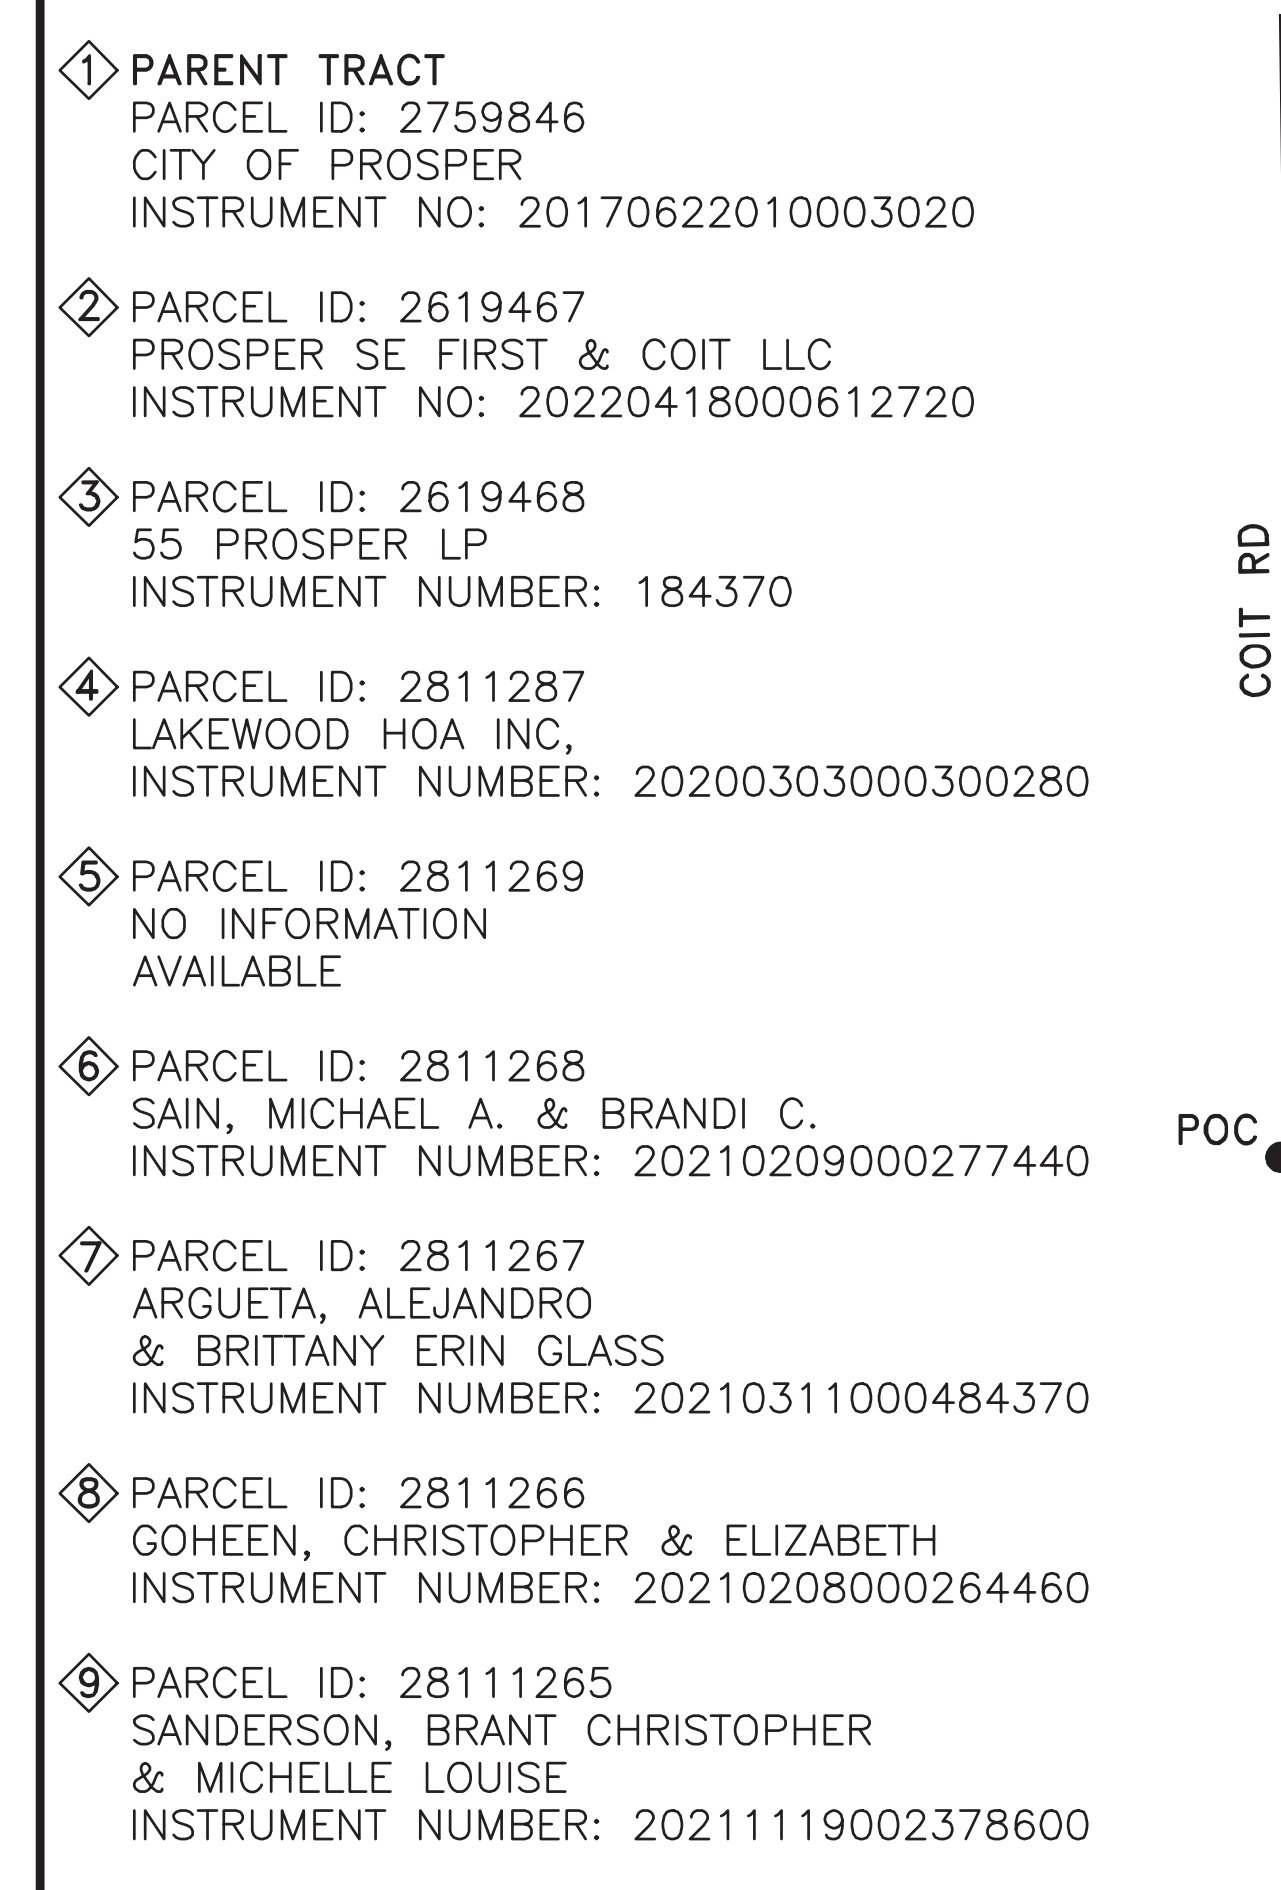 1 PARENT TRACT
PARCEL ID: 2759846
CITY OF PROSPER
INSTRUMENT NO: 20170622010003020
2 PARCEL ID: 2619467
PROSPER SE FIRST & COIT LLC
INSTRUMENT NO: 20220418000612720
3 PARCEL ID: 2619468
55 PROSPER LP
INSTRUMENT NUMBER: 184370
4 PARCEL ID: 2811287
LAKEWOOD HOA INC,
INSTRUMENT NUMBER: 20200303000300280
5 PARCEL ID: 2811269
NO INFORMATION
AVAILABLE
6 PARCEL ID: 2811268
SAIN, MICHAEL A. & BRANDI C.
INSTRUMENT NUMBER: 20210209000277440
7 PARCEL ID: 2811267
ARGUETA, ALEJANDRO
& BRITTANY ERIN GLASS
INSTRUMENT NUMBER: 20210311000484370
8 PARCEL ID: 2811266
GOHEEN, CHRISTOPHER & ELIZABETH
INSTRUMENT NUMBER: 20210208000264460
9 PARCEL ID: 28111265
SANDERSON, BRANT CHRISTOPHER
& MICHELLE LOUISE
INSTRUMENT NUMBER: 20211119002378600
COIT RD
POC